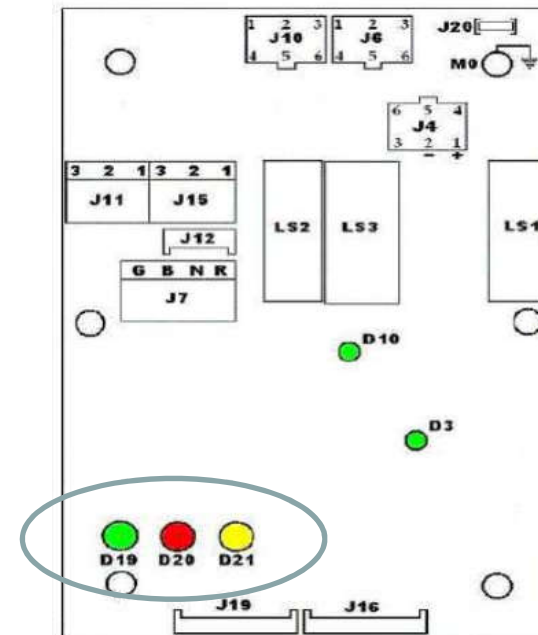 1 2 3 1 2 3 J20
J10 J6
4 5 6 4 5 6 M0
6 5 4
J4
3 2 1
- +
3 2 1 3 2 1
J11 J15
LS2 LS3 LS1
J12
G B N R
J7
D10
D3
D19 D20 D21
J19 J16